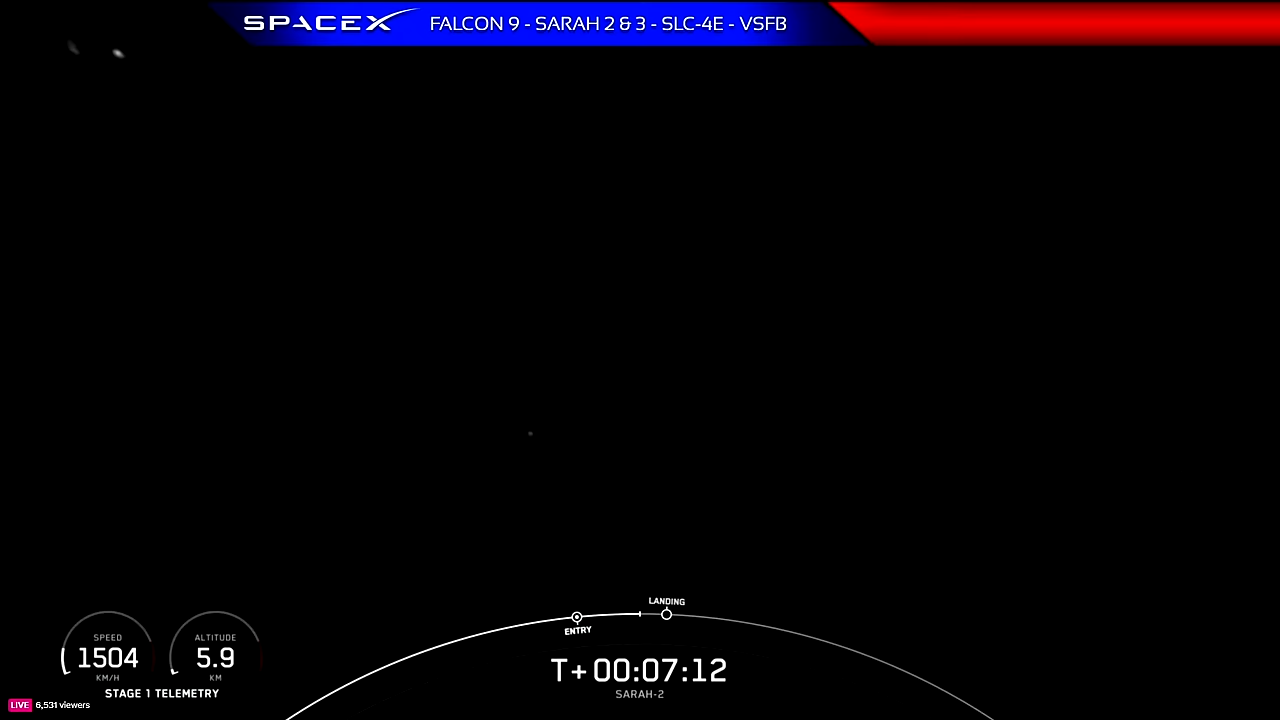 SPACEX FALCON 9 - SARAH 2 & 3 - SLC-4E - VSFB
LANDING
ENTRY
SPEED
1504
KM/H
ALTITUDE
5.9
KM
STAGE 1 TELEMETRY
T+00:07:12
SARAH-2
LIVE 6,531 viewers